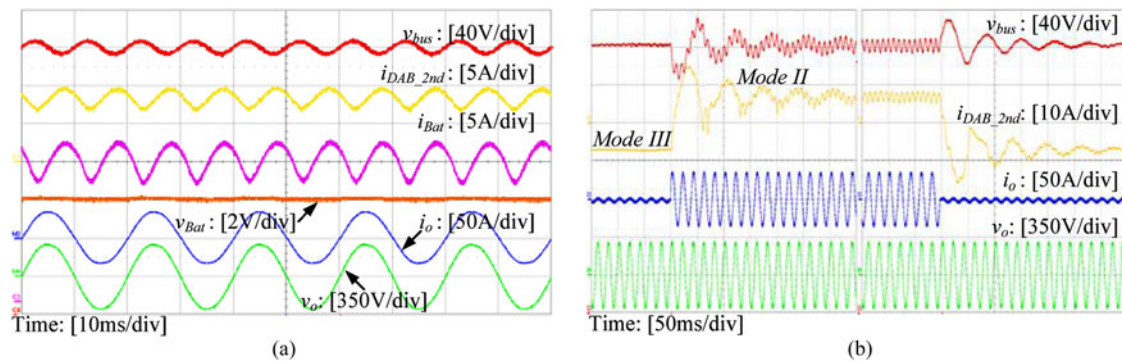 v_bus : [40V/div]
i_DAB_2nd : [5A/div]
i_Bat : [5A/div]
v_Bat : [2V/div]
i_o : [50A/div]
v_o: [350V/div]
Time: [10ms/div]
(a)
v_bus : [40V/div]
Mode II
Mode III
i_DAB_2nd : [10A/div]
i_o : [50A/div]
v_o: [350V/div]
Time: [50ms/div]
(b)